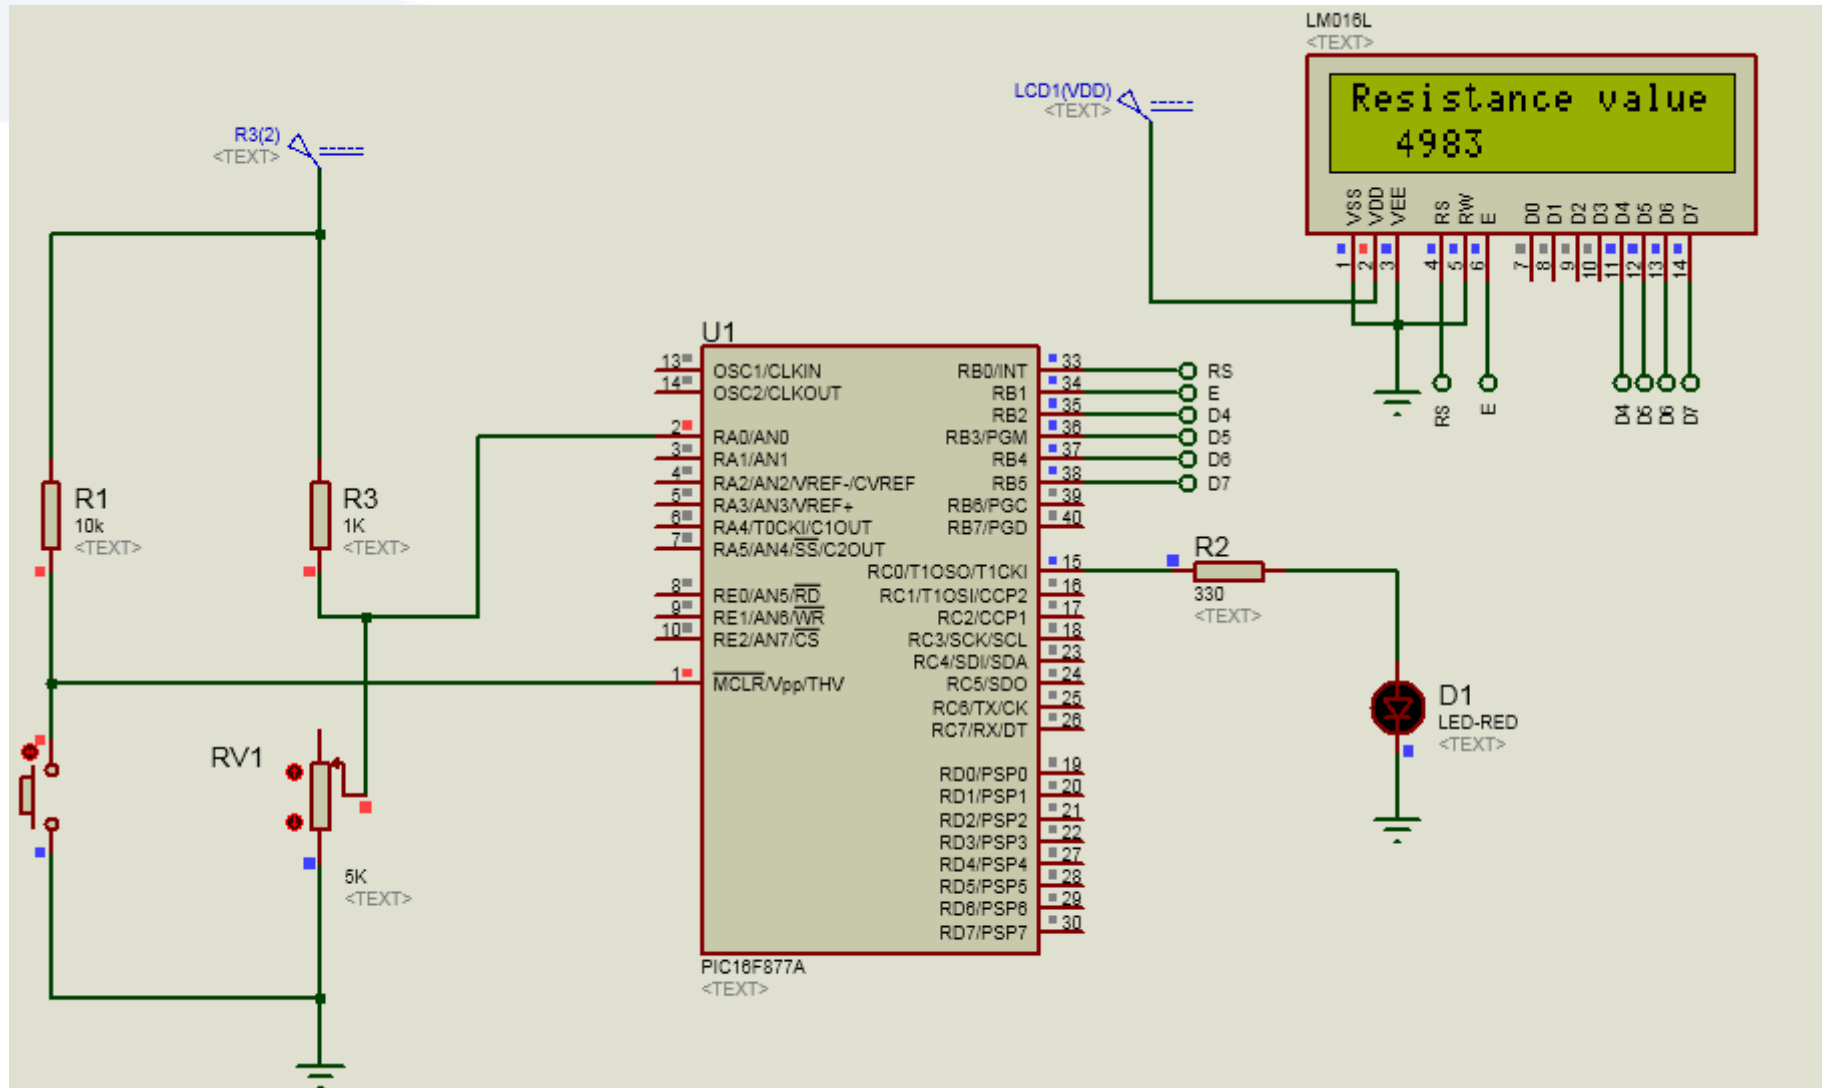 LM016L
<TEXT>
Resistance value
4983
VSS
VDD
VEE
RS
RW
E
D0
D1
D2
D3
D4
D5
D6
D7
1
2
3
4
5
6
7
8
9
10
11
12
13
14
RS
E
D4
D5
D6
D7
LCD1(VDD)
<TEXT>
R3(2)
<TEXT>
R1
10k
<TEXT>
R3
1K
<TEXT>
RV1
5K
<TEXT>
U1
13 OSC1/CLKIN
14 OSC2/CLKOUT
2 RA0/AN0
3 RA1/AN1
4 RA2/AN2/VREF-/CVREF
5 RA3/AN3/VREF+
6 RA4/T0CKI/C1OUT
7 RA5/AN4/SS/C2OUT
8 RE0/AN5/RD
9 RE1/AN6/WR
10 RE2/AN7/CS
1 MCLR/Vpp/THV
RB0/INT 33 RS
RB1 34 E
RB2 35 D4
RB3/PGM 36 D5
RB4 37 D6
RB5 38 D7
RB6/PGC 39
RB7/PGD 40
RC0/T1OSO/T1CKI 15
RC1/T1OSI/CCP2 16
RC2/CCP1 17
RC3/SCK/SCL 18
RC4/SDI/SDA 23
RC5/SDO 24
RC6/TX/CK 25
RC7/RX/DT 26
RD0/PSP0 19
RD1/PSP1 20
RD2/PSP2 21
RD3/PSP3 22
RD4/PSP4 27
RD5/PSP5 28
RD6/PSP6 29
RD7/PSP7 30
PIC16F877A
<TEXT>
R2
330
<TEXT>
D1
LED-RED
<TEXT>